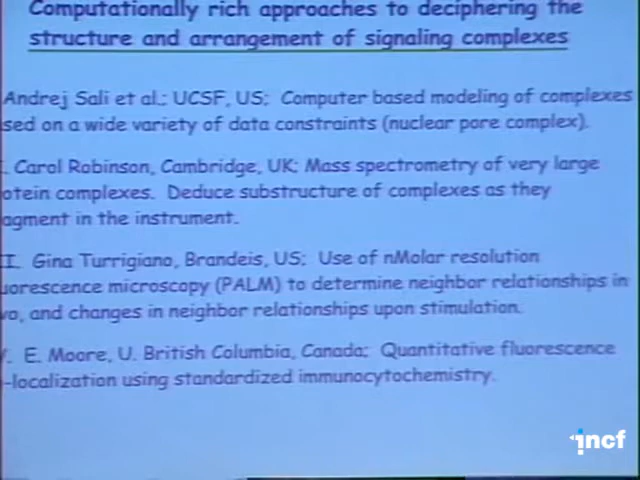 Computationally rich approaches to deciphering the
structure and arrangement of signaling complexes
Andrej Sali et al.; UCSF, US; Computer based modeling of complexes
sed on a wide variety of data constraints (nuclear pore complex).
. Carol Robinson, Cambridge, UK; Mass spectrometry of very large
otein complexes. Deduce substructure of complexes as they
agment in the instrument.
II. Gina Turrigiano, Brandeis, US; Use of nMolar resolution
uorescence microscopy (PALM) to determine neighbor relationships in
vo, and changes in neighbor relationships upon stimulation.
. E. Moore, U. British Columbia, Canada; Quantitative fluorescence
-localization using standardized immunocytochemistry.
incf